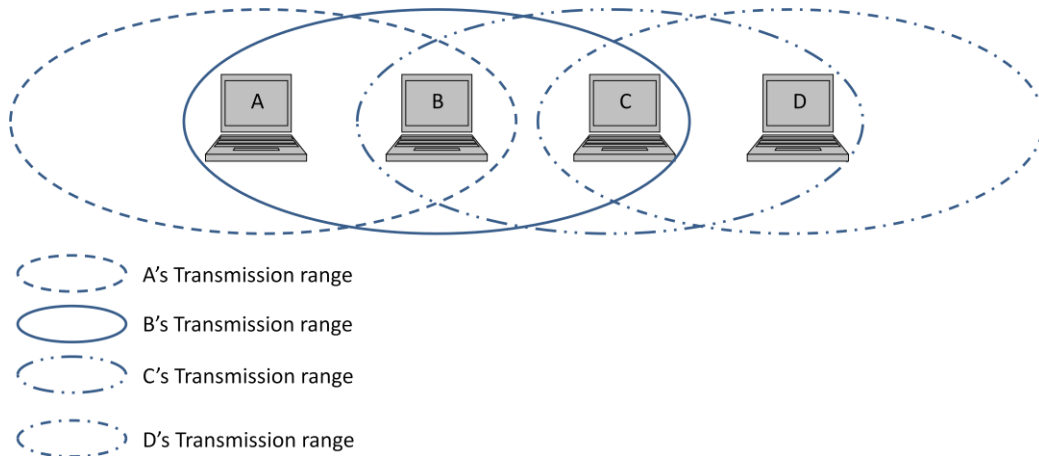 A B C D
A's Transmission range
B's Transmission range
C's Transmission range
D's Transmission range